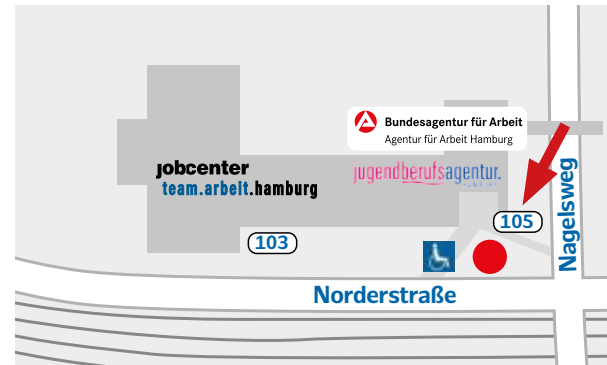 Bundesagentur für Arbeit
Agentur für Arbeit Hamburg
jobcenter
team.arbeit.hamburg
jugendberufsagentur.
103
105
Nagelsweg
Norderstraße